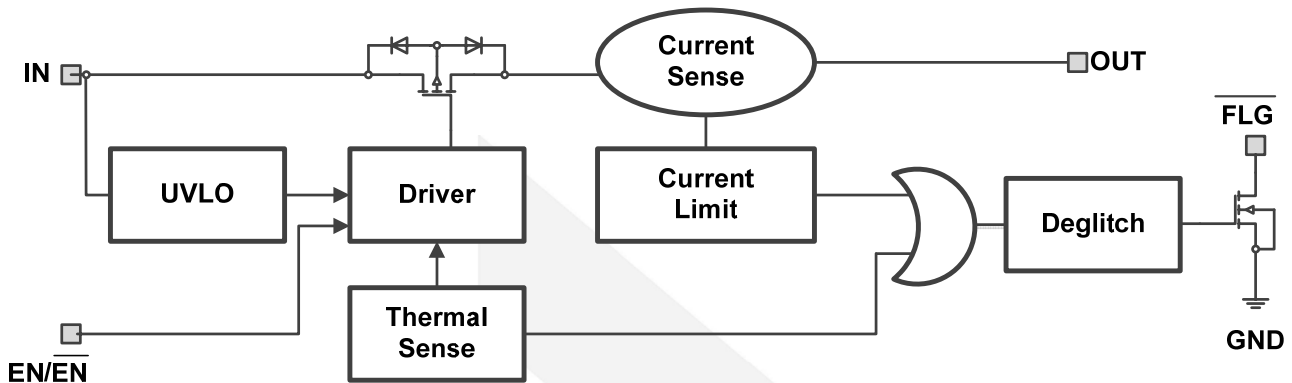 Current
Sense
IN
OUT
FLG
UVLO
Driver
Current
Limit
Deglitch
Thermal
Sense
GND
EN/EN